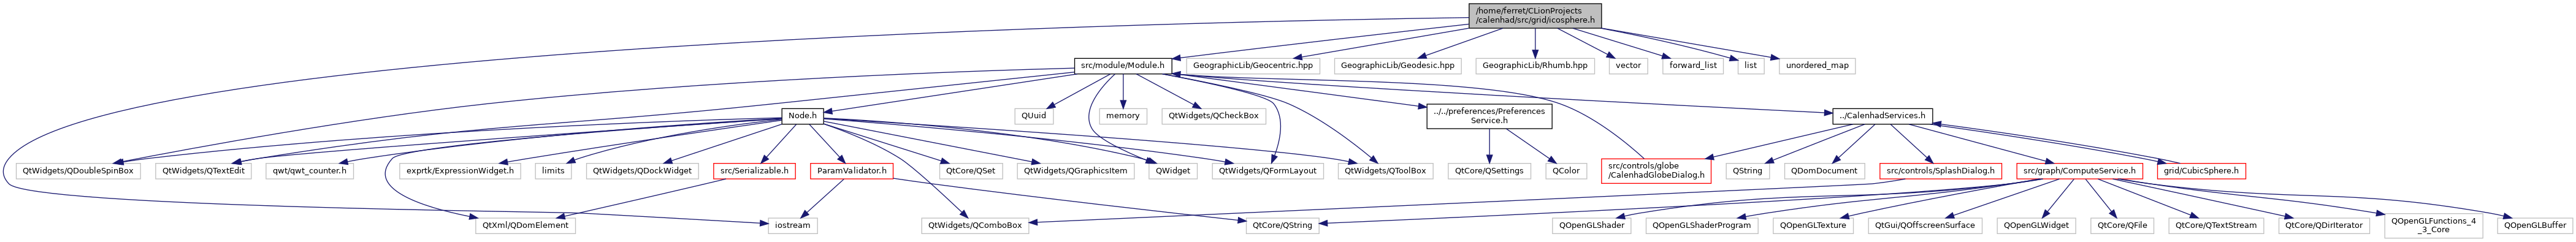 /home/ferret/CLionProjects
/calenhad/src/grid/icosphere.h
src/module/Module.h
GeographicLib/Geocentric.hpp
GeographicLib/Geodesic.hpp
GeographicLib/Rhumb.hpp
vector
forward_list
list
unordered_map
Node.h
QUuid
memory
QtWidgets/QCheckBox
../../preferences/Preferences
Service.h
../CalenhadServices.h
QtWidgets/QDoubleSpinBox
QtWidgets/QTextEdit
qwt/qwt_counter.h
exprtk/ExpressionWidget.h
limits
QtWidgets/QDockWidget
src/Serializable.h
ParamValidator.h
QtCore/QSet
QtWidgets/QGraphicsItem
QWidget
QtWidgets/QFormLayout
QtWidgets/QToolBox
QtCore/QSettings
QColor
src/controls/globe
/CalenhadGlobeDialog.h
QString
QDomDocument
src/controls/SplashDialog.h
src/graph/ComputeService.h
grid/CubicSphere.h
QtXml/QDomElement
iostream
QtWidgets/QComboBox
QtCore/QString
QOpenGLShader
QOpenGLShaderProgram
QOpenGLTexture
QtGui/QOffscreenSurface
QOpenGLWidget
QtCore/QFile
QtCore/QTextStream
QtCore/QDirIterator
QOpenGLFunctions_4
_3_Core
QOpenGLBuffer